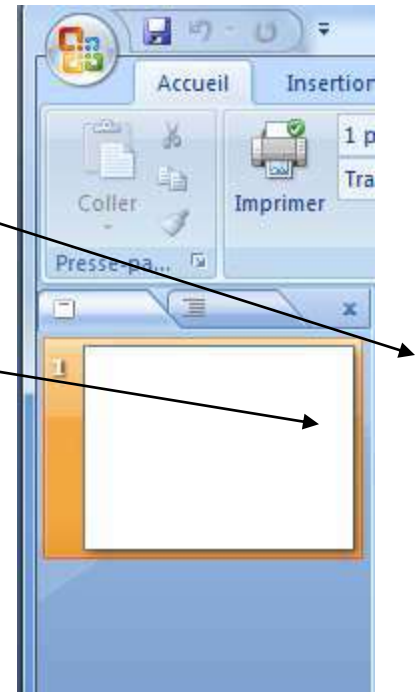 Accueil Insertion
1 p
Tra
Coller Imprimer
Presse-pa...
1